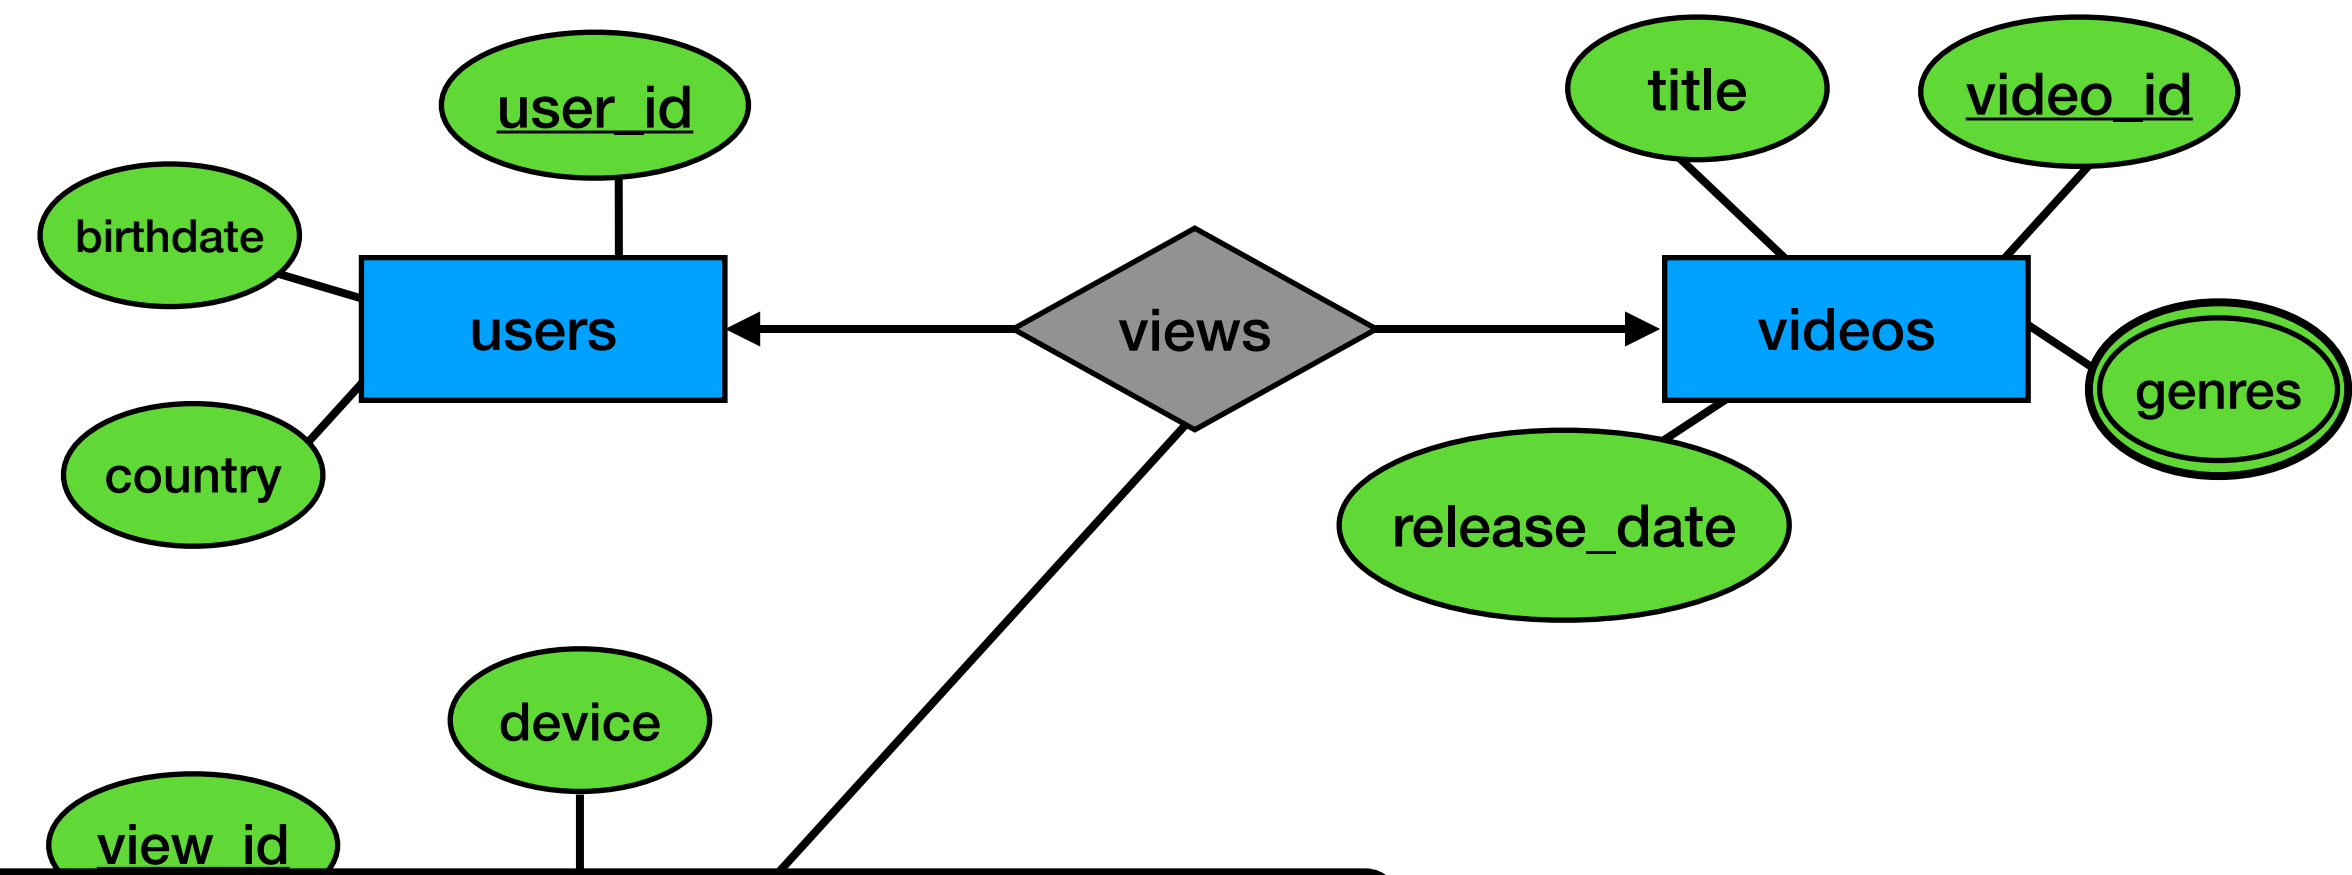 title
video_id
user_id
birthdate
users
views
videos
genres
country
release_date
device
view_id